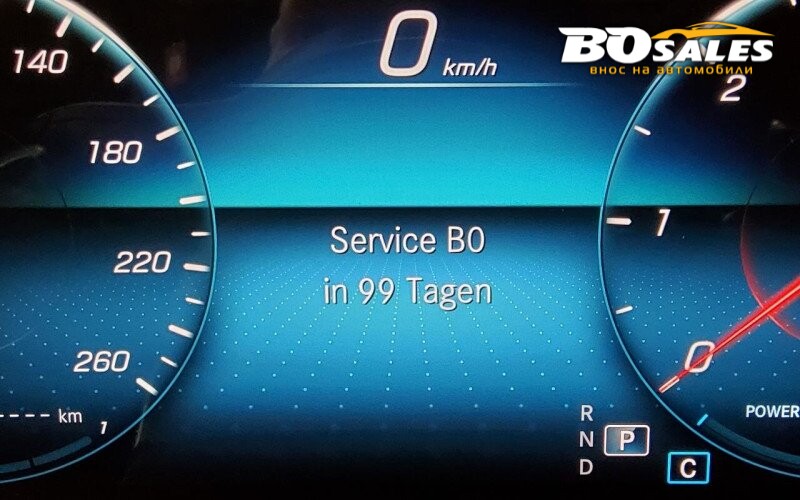 0 km/h
BOSALES
внос на автомобили
140
180
220
260
---- km
1
Service B0
in 99 Tagen
2
1
0
R
N
P
D
C
POWER